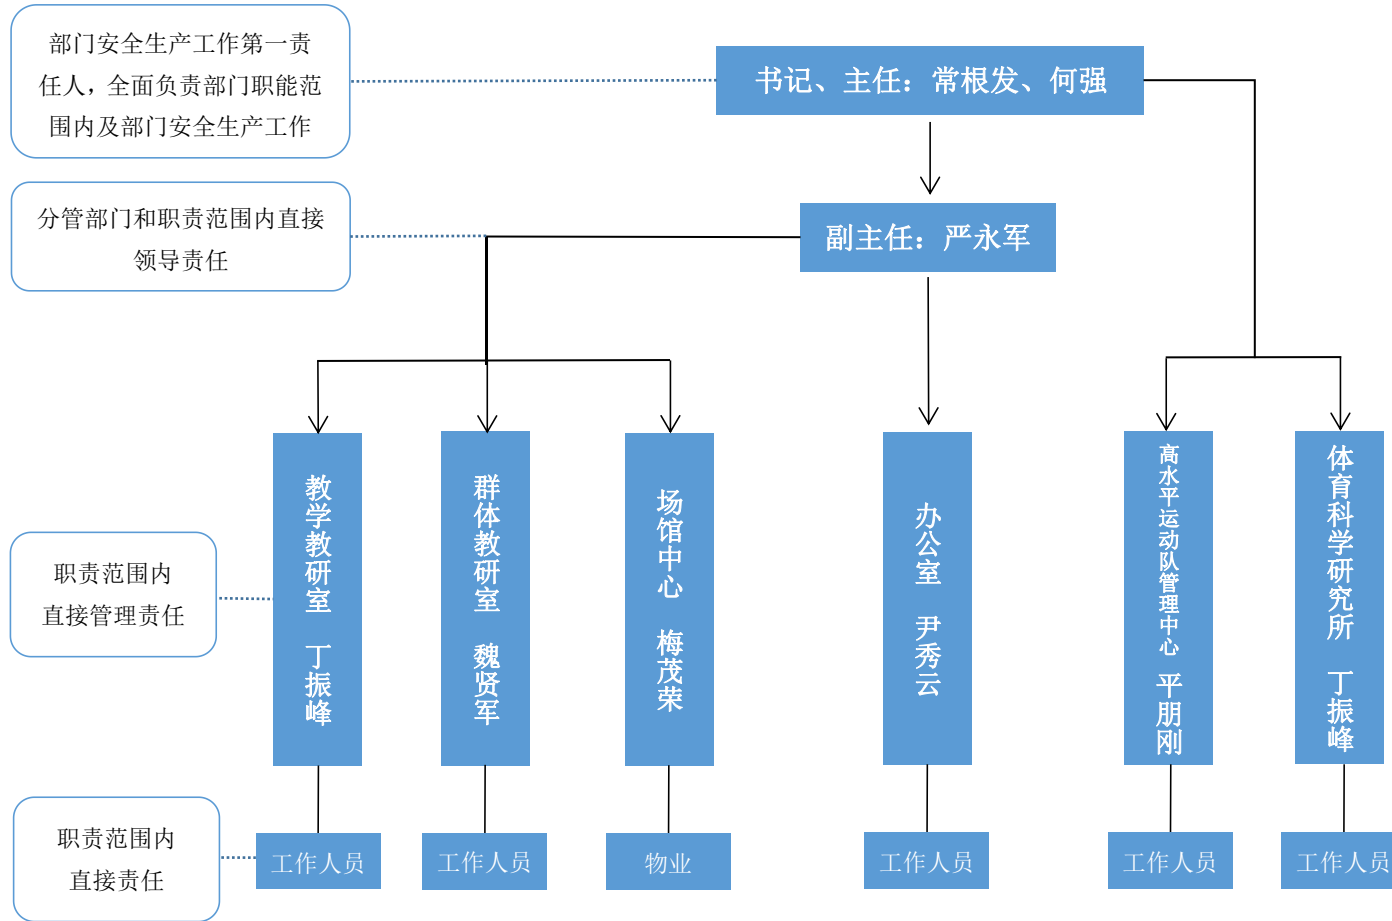 部门安全生产工作第一责
任人，全面负责部门职能范
围内及部门安全生产工作
书记、主任：常根发、何强
分管部门和职责范围内直接
领导责任
副主任：严永军
职责范围内
直接管理责任
教学教研室 丁振峰
群体教研室 魏贤军
场馆中心 梅茂荣
办公室 尹秀云
高水平运动队管理中心 平朋刚
体育科学研究所 丁振峰
职责范围内
直接责任
工作人员
工作人员
物业
工作人员
工作人员
工作人员